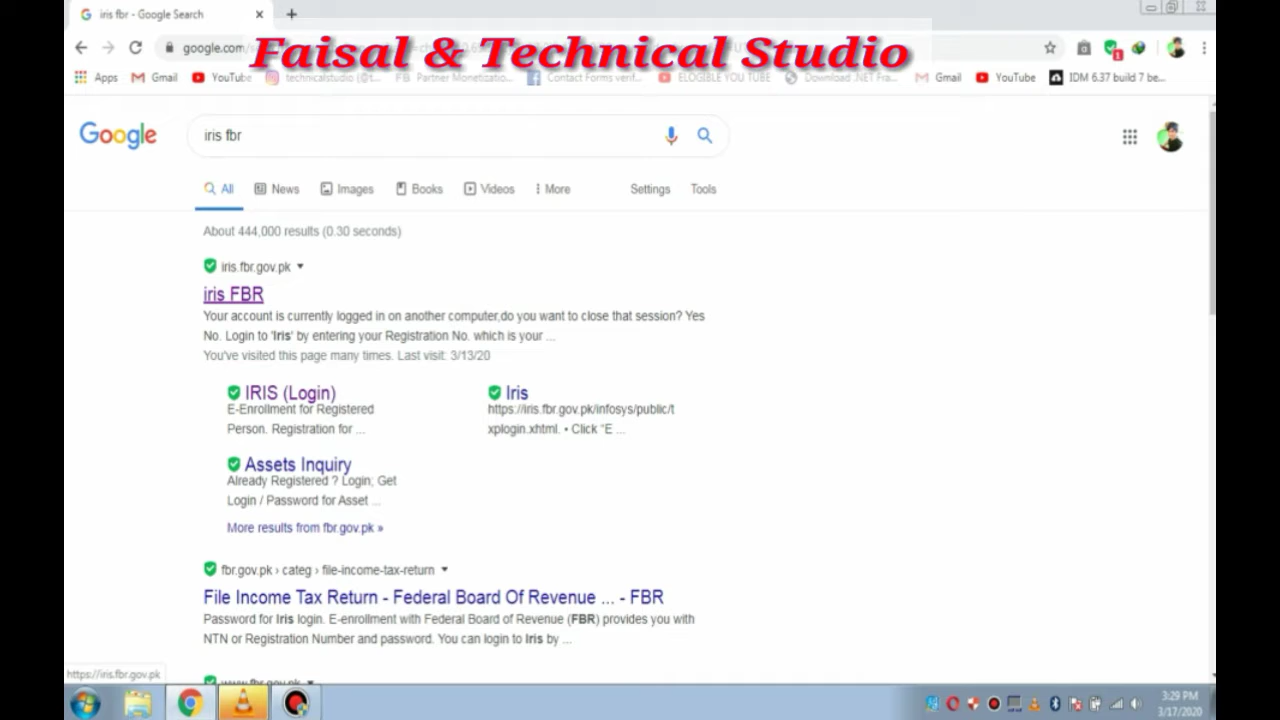 iris fbr - Google Search
Faisal & Technical Studio
google.com
Apps Gmail YouTube technicalstudio (@t... Partner Monetizatio... Contact Forms verif... ELOGIBLE YOU TUBE Download .NET Fra... Gmail YouTube IDM 6.37 build 7 be...
Google iris fbr
All News Images Books Videos More Settings Tools
About 444,000 results (0.30 seconds)
iris.fbr.gov.pk
iris FBR
Your account is currently logged in on another computer,do you want to close that session? Yes
No. Login to 'Iris' by entering your Registration No. which is your ...
You've visited this page many times. Last visit: 3/13/20
IRIS (Login)
E-Enrollment for Registered
Person. Registration for ...
Iris
https://iris.fbr.gov.pk/infosys/public/t
xplogin.xhtml. • Click "E ...
Assets Inquiry
Already Registered ? Login; Get
Login / Password for Asset ...
More results from fbr.gov.pk »
fbr.gov.pk › categ › file-income-tax-return
File Income Tax Return - Federal Board Of Revenue ... - FBR
Password for Iris login. E-enrollment with Federal Board of Revenue (FBR) provides you with
NTN or Registration Number and password. You can login to Iris by ...
www.fbr.gov.pk
https://iris.fbr.gov.pk
3:29 PM
3/17/2020